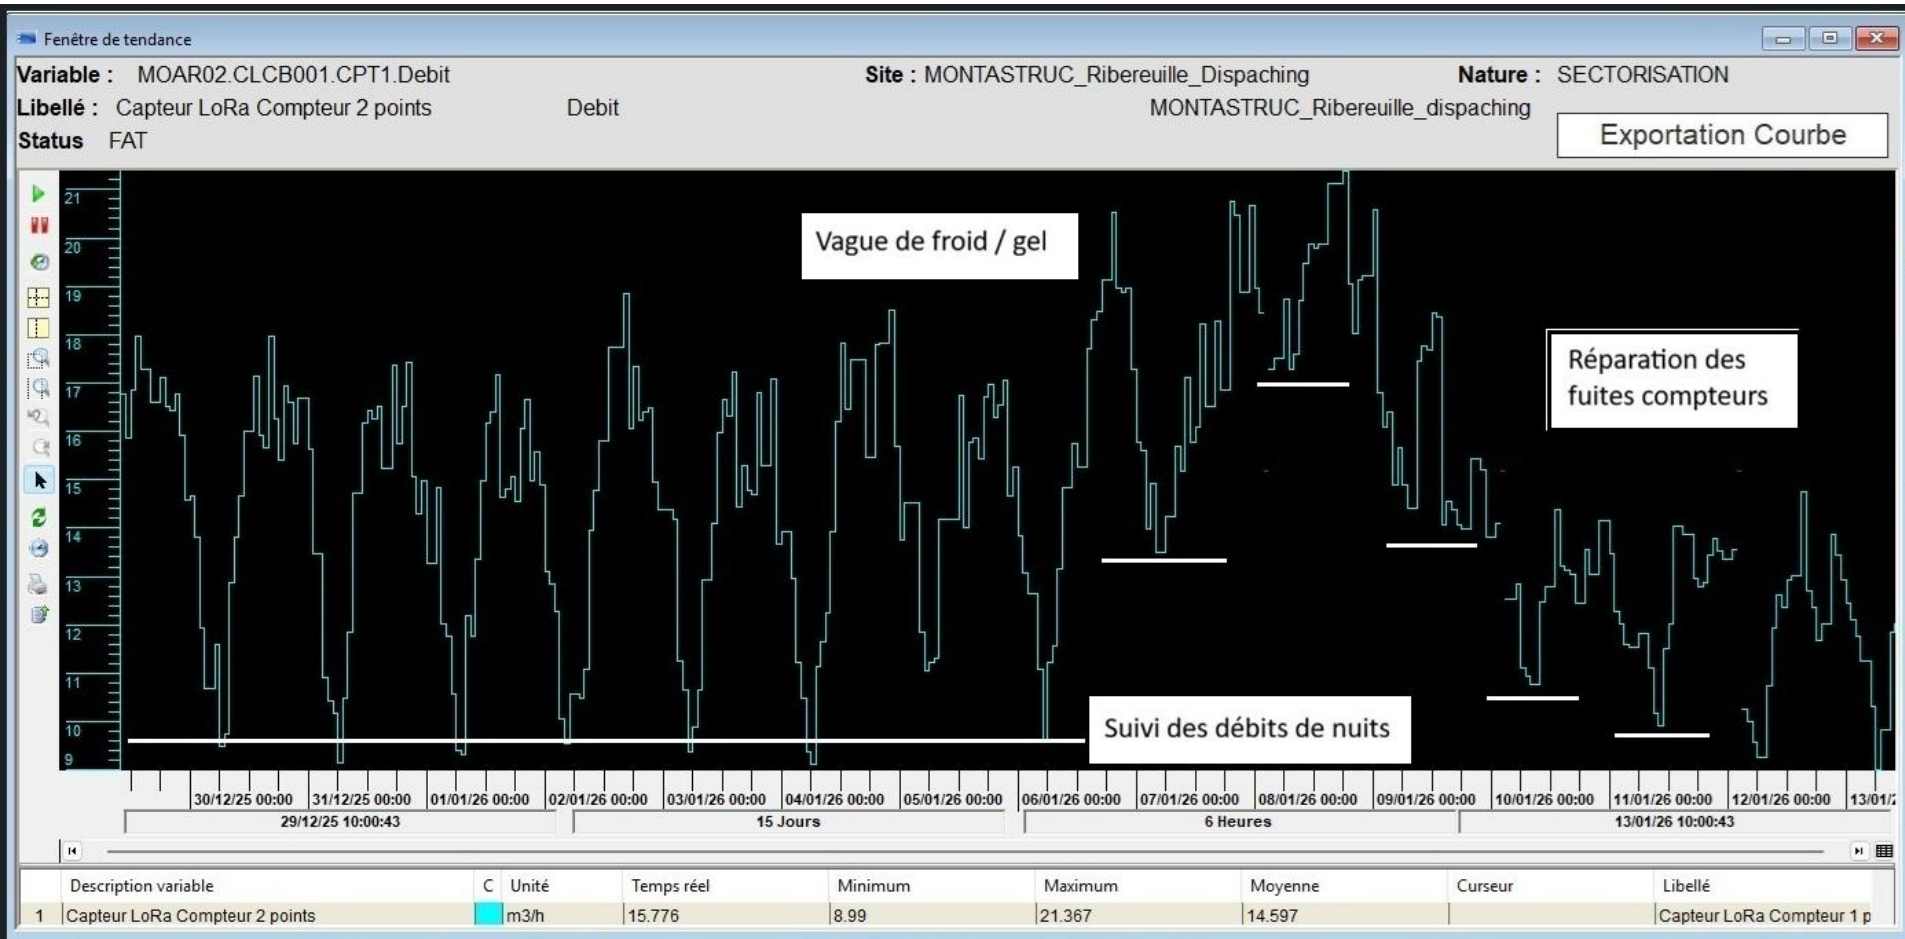 Fenêtre de tendance
Variable : MOAR02.CLCB001.CPT1.Debit Site : MONTASTRUC_Ribereuille_Dispaching Nature : SECTORISATION
Libellé : Capteur LoRa Compteur 2 points Debit MONTASTRUC_Ribereuille_dispaching
Status FAT
Exportation Courbe
21
20
19
18
17
16
15
14
13
12
11
10
9
Vague de froid / gel
Réparation des
fuites compteurs
Suivi des débits de nuits
30/12/25 00:00 31/12/25 00:00 01/01/26 00:00 02/01/26 00:00 03/01/26 00:00 04/01/26 00:00 05/01/26 00:00 06/01/26 00:00 07/01/26 00:00 08/01/26 00:00 09/01/26 00:00 10/01/26 00:00 11/01/26 00:00 12/01/26 00:00 13/01/2
29/12/25 10:00:43 15 Jours 6 Heures 13/01/26 10:00:43
Description variable C Unité Temps réel Minimum Maximum Moyenne Curseur Libellé
1 Capteur LoRa Compteur 2 points m3/h 15.776 8.99 21.367 14.597 Capteur LoRa Compteur 1 p